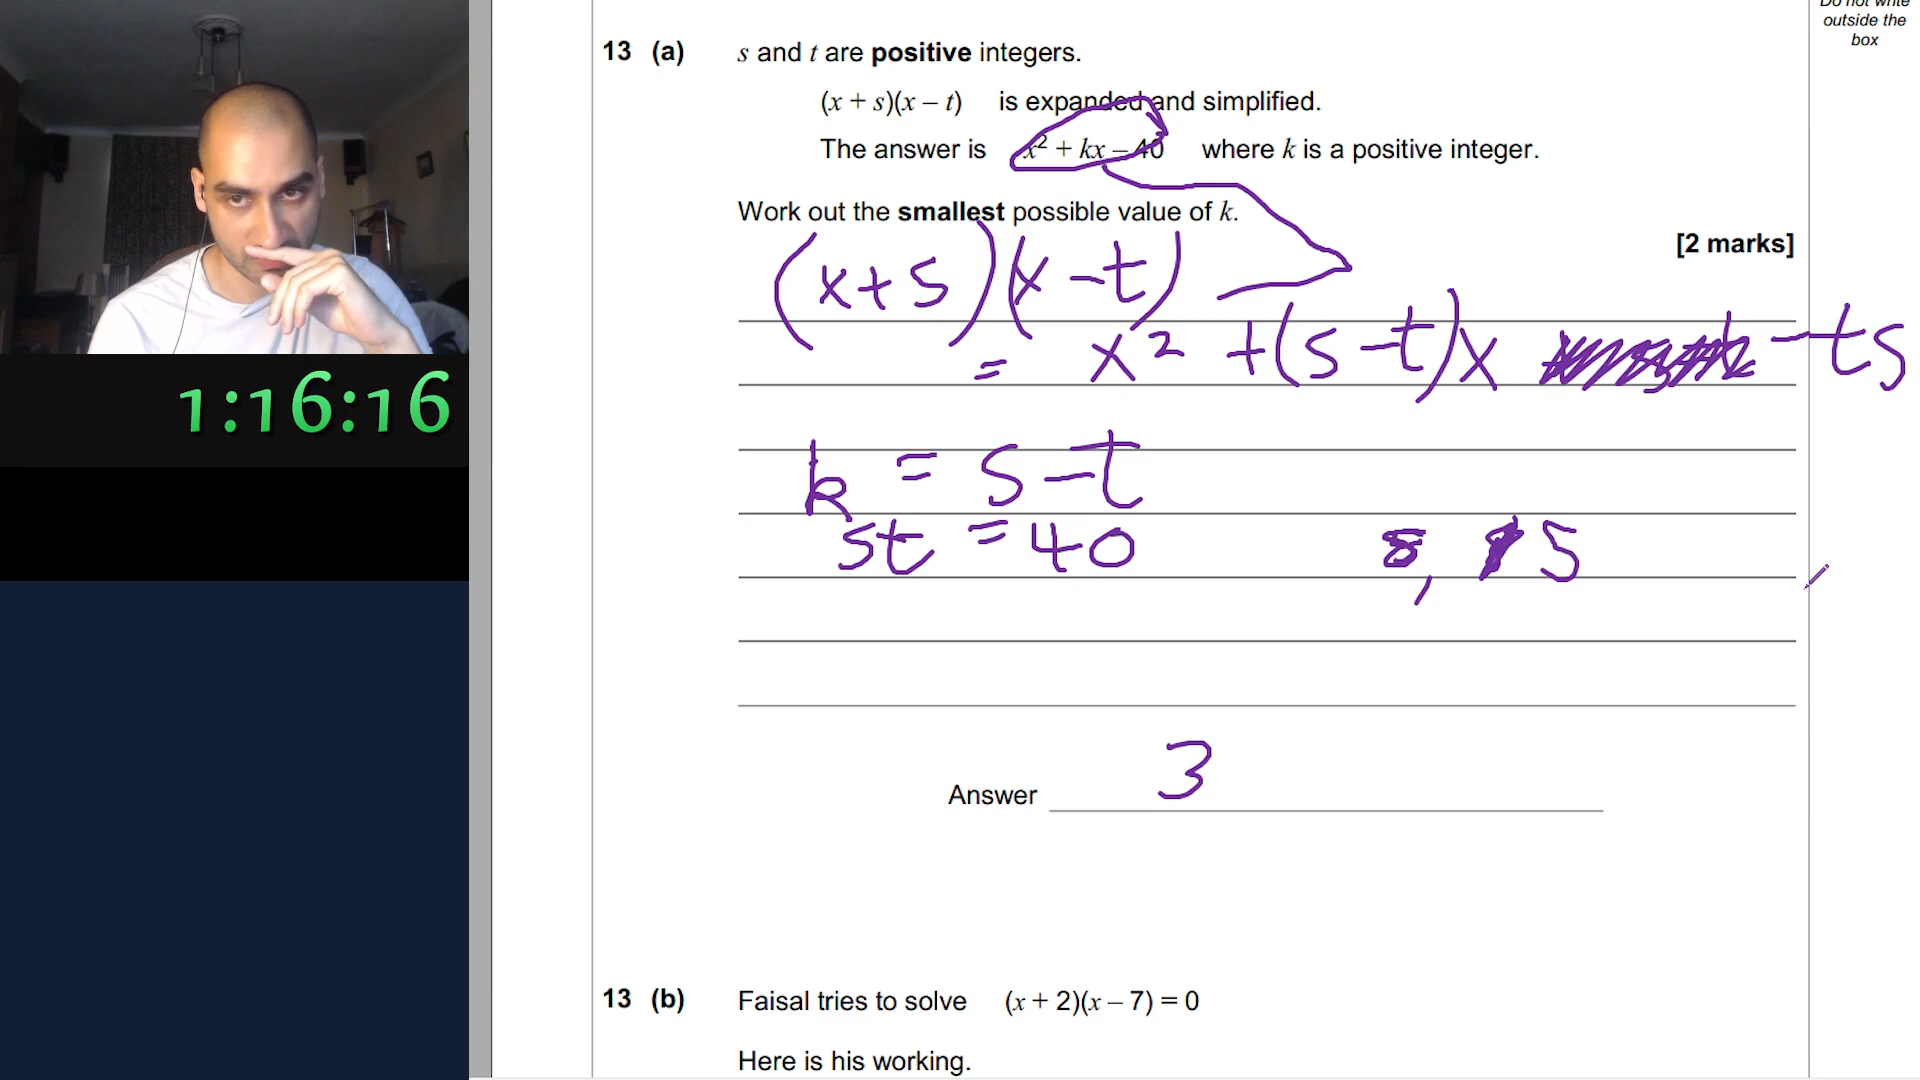 Do not write
outside the
box
13 (a) s and t are positive integers.
(x + s)(x – t) is expanded and simplified.
The answer is x² + kx – 40 where k is a positive integer.
Work out the smallest possible value of k.
[2 marks]
(x+s)(x-t)
= x² +(s-t)x -ts
k = s-t
st = 40 8, 5
1:16:16
Answer 3
13 (b) Faisal tries to solve (x + 2)(x – 7) = 0
Here is his working.